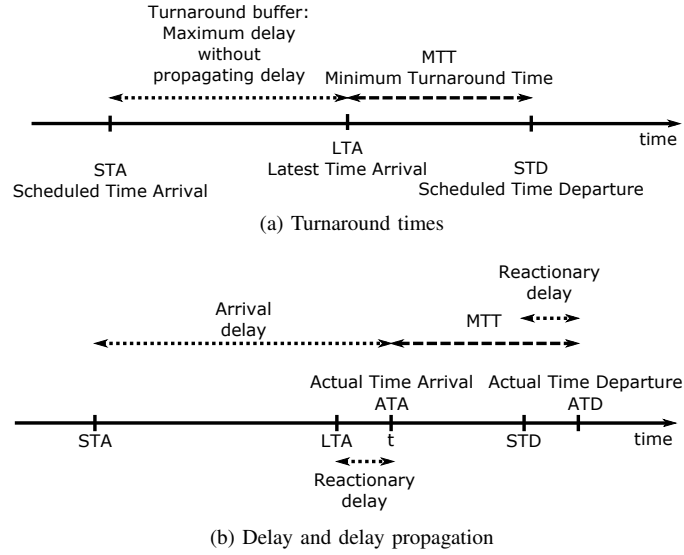 Turnaround buffer:
Maximum delay
without
propagating delay
MTT
Minimum Turnaround Time
time
STA
Scheduled Time Arrival
LTA
Latest Time Arrival
STD
Scheduled Time Departure
(a) Turnaround times
Reactionary
delay
Arrival
delay
MTT
Actual Time Arrival
ATA
Actual Time Departure
ATD
STA
LTA
t
STD
time
Reactionary
delay
(b) Delay and delay propagation